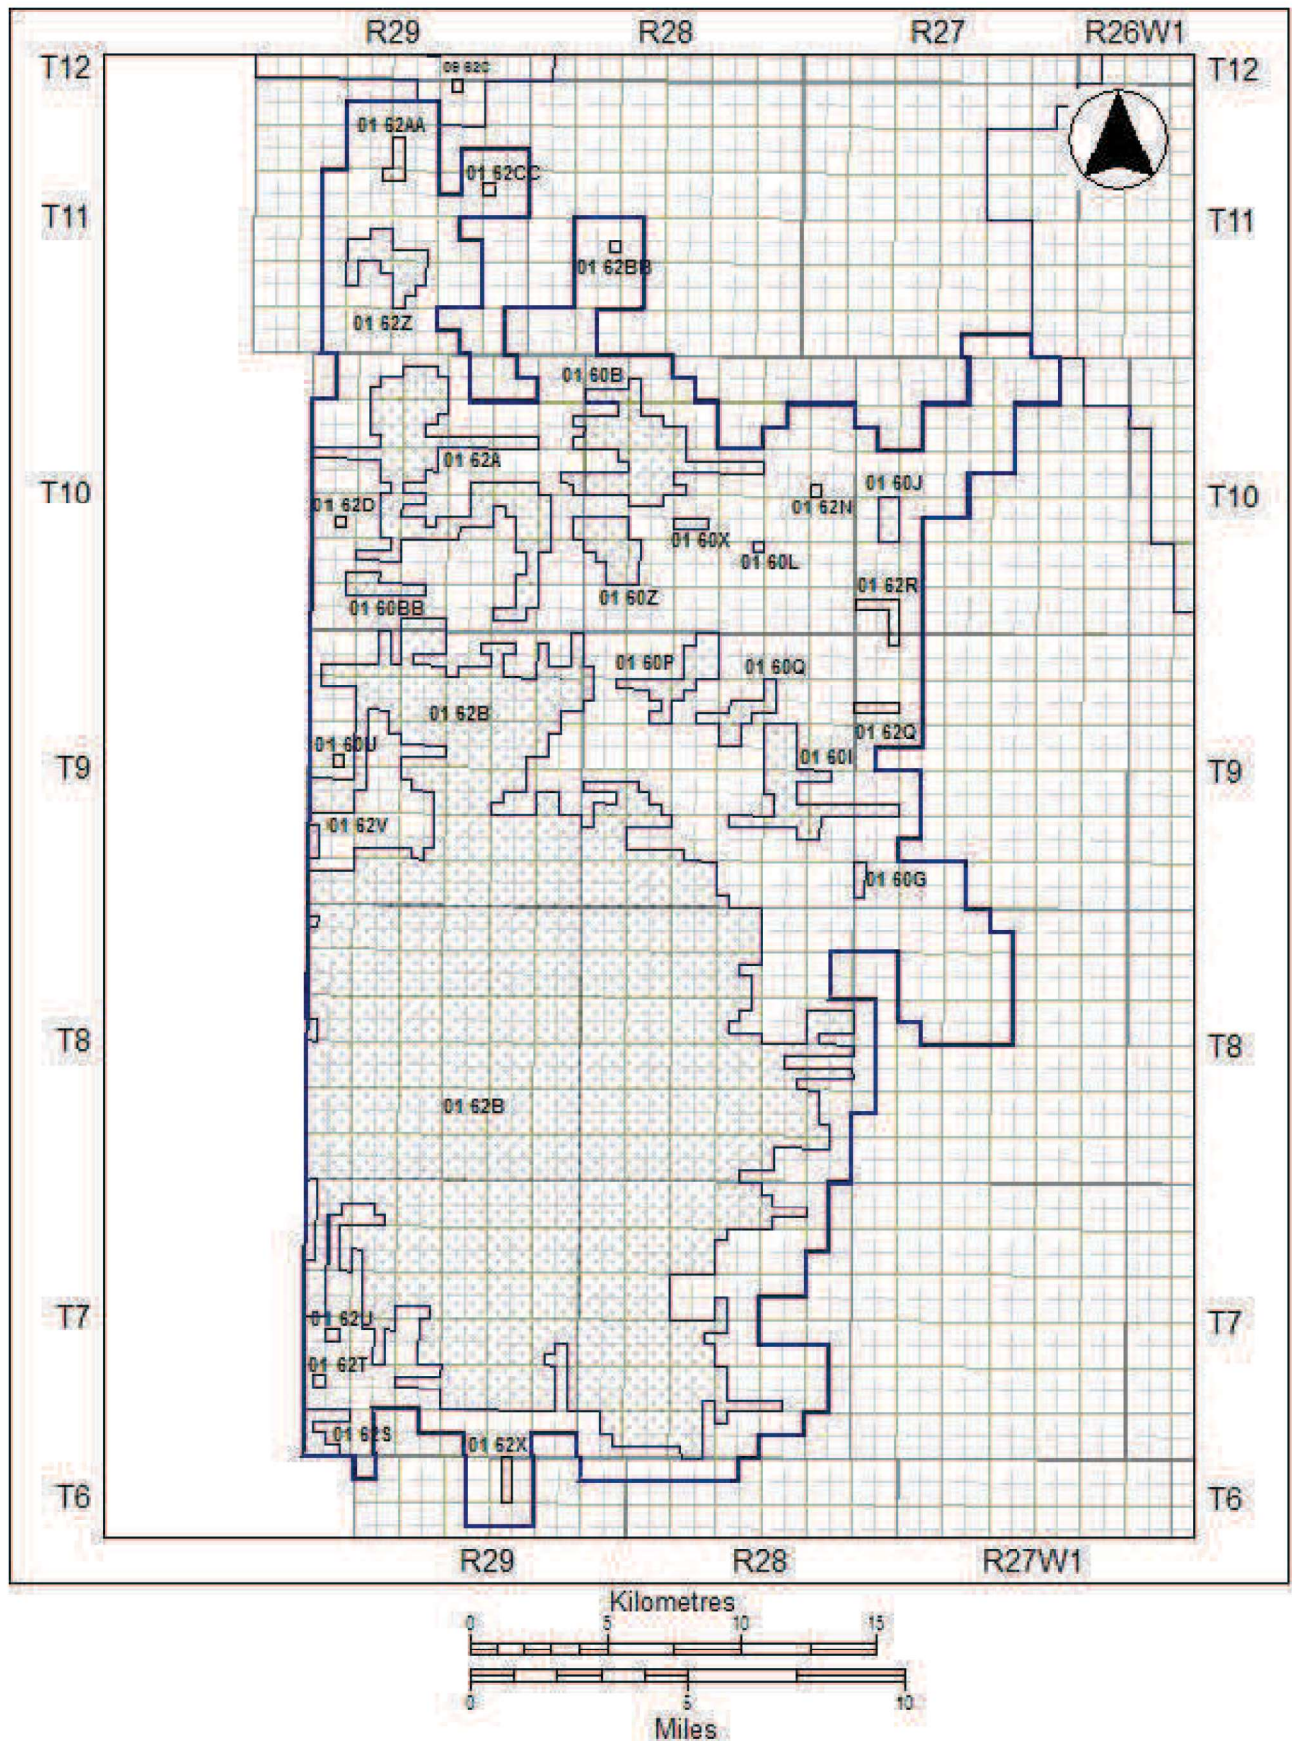 R29 R28 R27 R26W1
T12 T12
09 62C
01 62AA
01 62CC
T11 T11
01 62BB
01 62Z
01 60B
01 62A
01 60J
T10 T10
01 62D 01 62N
01 60X
01 60L
01 62R
01 60BB 01 60Z
01 60P 01 60Q
01 62B
01 62Q
01 60U 01 60I
T9 T9
01 62V
01 60G
T8 T8
01 62B
T7 T7
01 62U
01 62T
01 62S 01 62X
T6 T6
R29 R28 R27W1
Kilometres
0 5 10 15
0 5 10
Miles